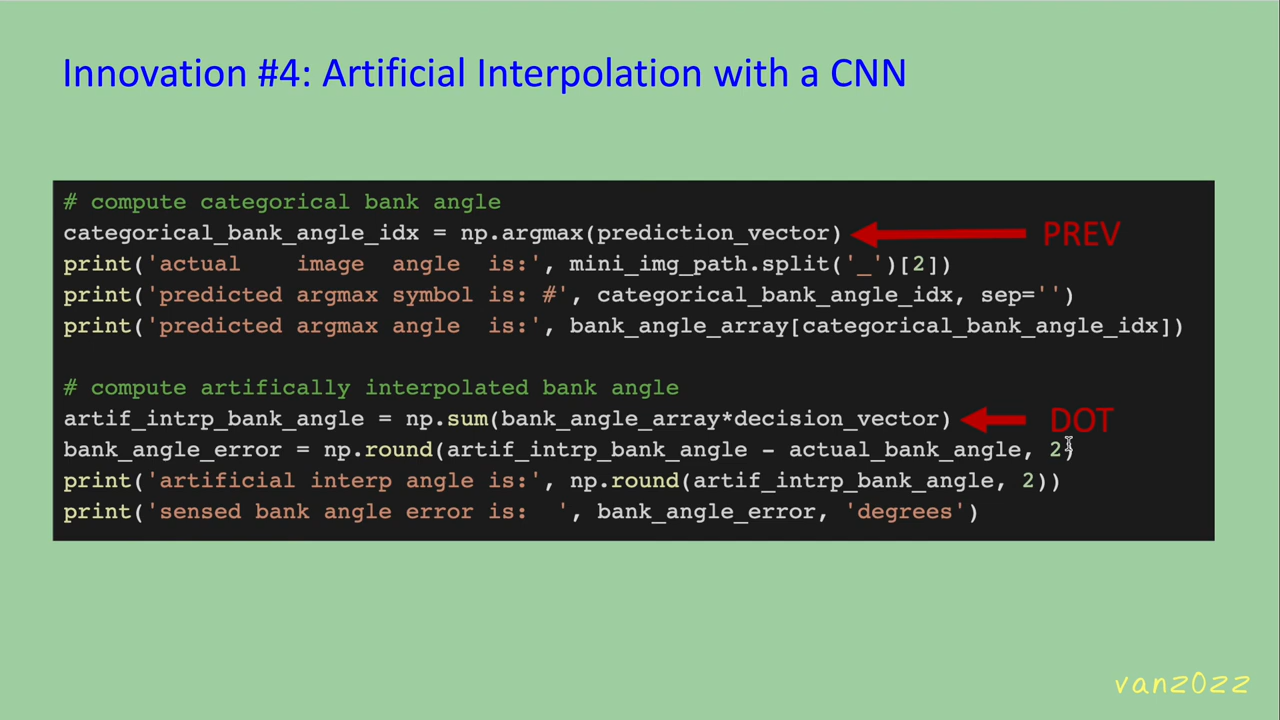 Innovation #4: Artificial Interpolation with a CNN
# compute categorical bank angle
categorical_bank_angle_idx = np.argmax(prediction_vector) PREV
print('actual    image  angle  is:', mini_img_path.split('_')[2])
print('predicted argmax symbol is: #', categorical_bank_angle_idx, sep='')
print('predicted argmax angle  is:', bank_angle_array[categorical_bank_angle_idx])
# compute artifically interpolated bank angle
artif_intrp_bank_angle = np.sum(bank_angle_array*decision_vector) DOT
bank_angle_error = np.round(artif_intrp_bank_angle - actual_bank_angle, 2)
print('artificial interp angle is:', np.round(artif_intrp_bank_angle, 2))
print('sensed bank angle error is:  ', bank_angle_error, 'degrees')
van2022